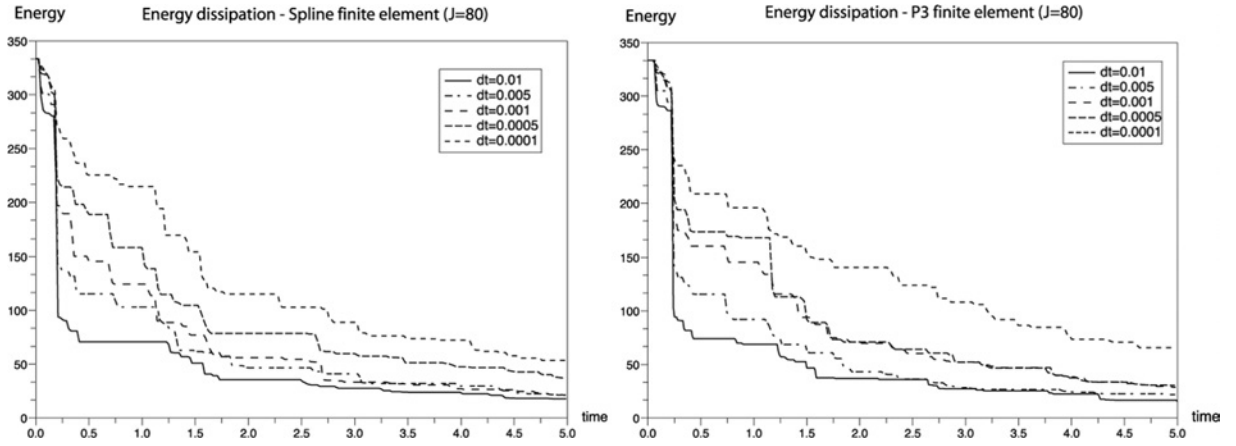 Energy
Energy dissipation - Spline finite element (J=80)
350
300
250
200
150
100
50
0
dt=0.01
dt=0.005
dt=0.001
dt=0.0005
dt=0.0001
0.0 0.5 1.0 1.5 2.0 2.5 3.0 3.5 4.0 4.5 5.0
time
Energy
Energy dissipation - P3 finite element (J=80)
350
300
250
200
150
100
50
0
dt=0.01
dt=0.005
dt=0.001
dt=0.0005
dt=0.0001
0.0 0.5 1.0 1.5 2.0 2.5 3.0 3.5 4.0 4.5 5.0
time